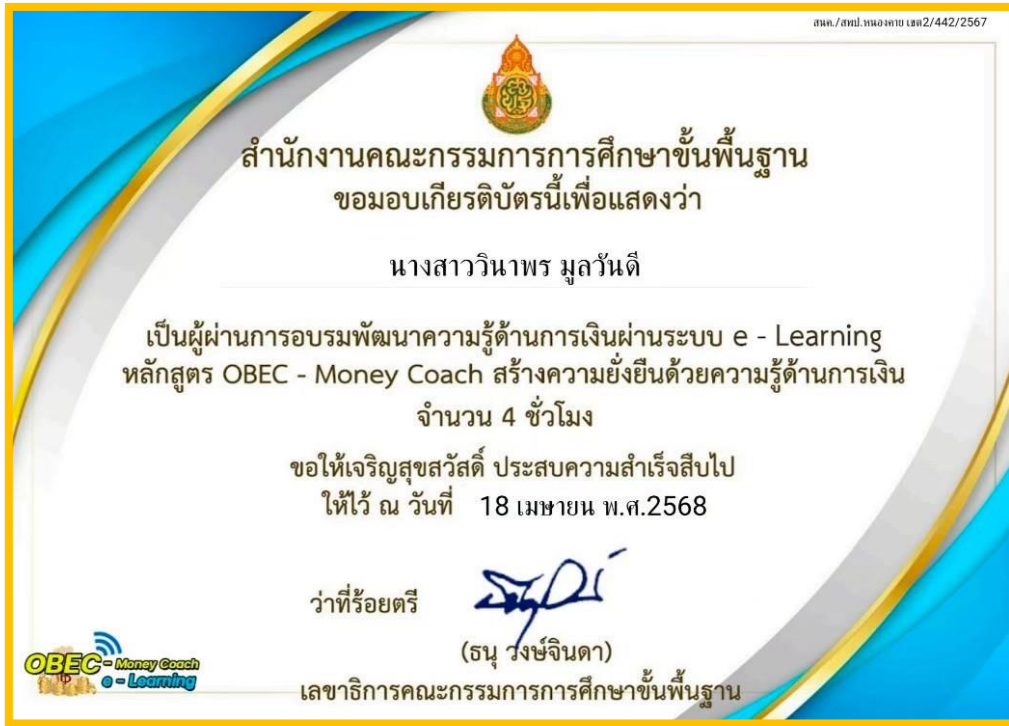 สนค./สพป.หนองคาย เขต2/442/2567
สำนักงานคณะกรรมการการศึกษาขั้นพื้นฐาน
ขอมอบเกียรติบัตรนี้เพื่อแสดงว่า
นางสาววินาพร มูลวันดี
เป็นผู้ผ่านการอบรมพัฒนาความรู้ด้านการเงินผ่านระบบ e - Learning
หลักสูตร OBEC - Money Coach สร้างความยั่งยืนด้วยความรู้ด้านการเงิน
จำนวน 4 ชั่วโมง
ขอให้เจริญสุขสวัสดิ์ ประสบความสำเร็จสืบไป
ให้ไว้ ณ วันที่ 18 เมษายน พ.ศ.2568
ว่าที่ร้อยตรี
(ธนุ วงษ์จินดา)
เลขาธิการคณะกรรมการการศึกษาขั้นพื้นฐาน
OBEC - Money Coach
e - Learning